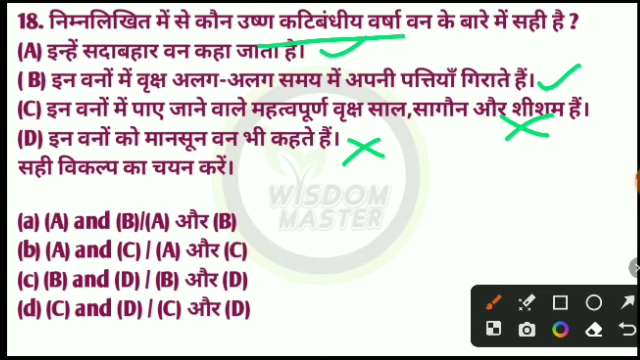 18. निम्नलिखित में से कौन उष्ण कटिबंधीय वर्षा वन के बारे में सही है ?
(A) इन्हें सदाबहार वन कहा जाता है।
( B) इन वनों में वृक्ष अलग-अलग समय में अपनी पत्तियाँ गिराते हैं।
(C) इन वनों में पाए जाने वाले महत्वपूर्ण वृक्ष साल,सागौन और शीशम हैं।
(D) इन वनों को मानसून वन भी कहते हैं।
सही विकल्प का चयन करें।
WISDOM
MASTER
(a) (A) and (B)/(A) और (B)
(b) (A) and (C) / (A) और (C)
(c) (B) and (D) / (B) और (D)
(d) (C) and (D) / (C) और (D)